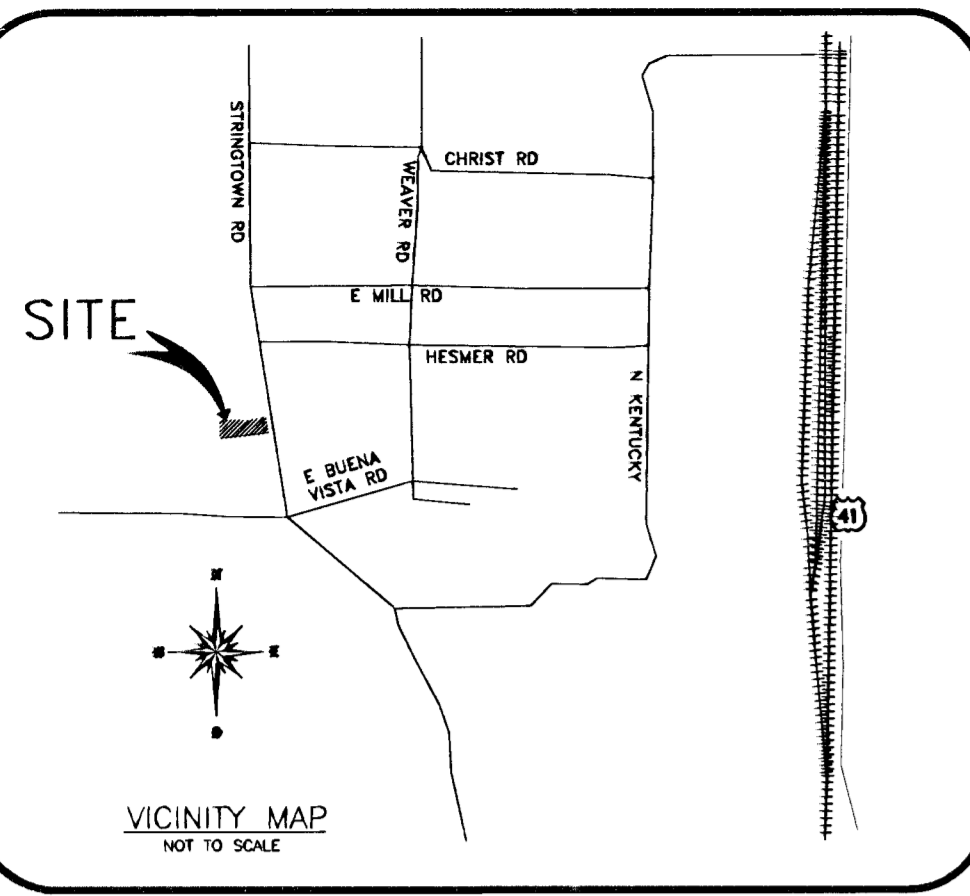 STRINGTOWN RD
WEAVER RD
CHRIST RD
E MILL RD
SITE
HESMER RD
N KENTUCKY
E BUENA
VISTA RD
41
N
E
VICINITY MAP
NOT TO SCALE